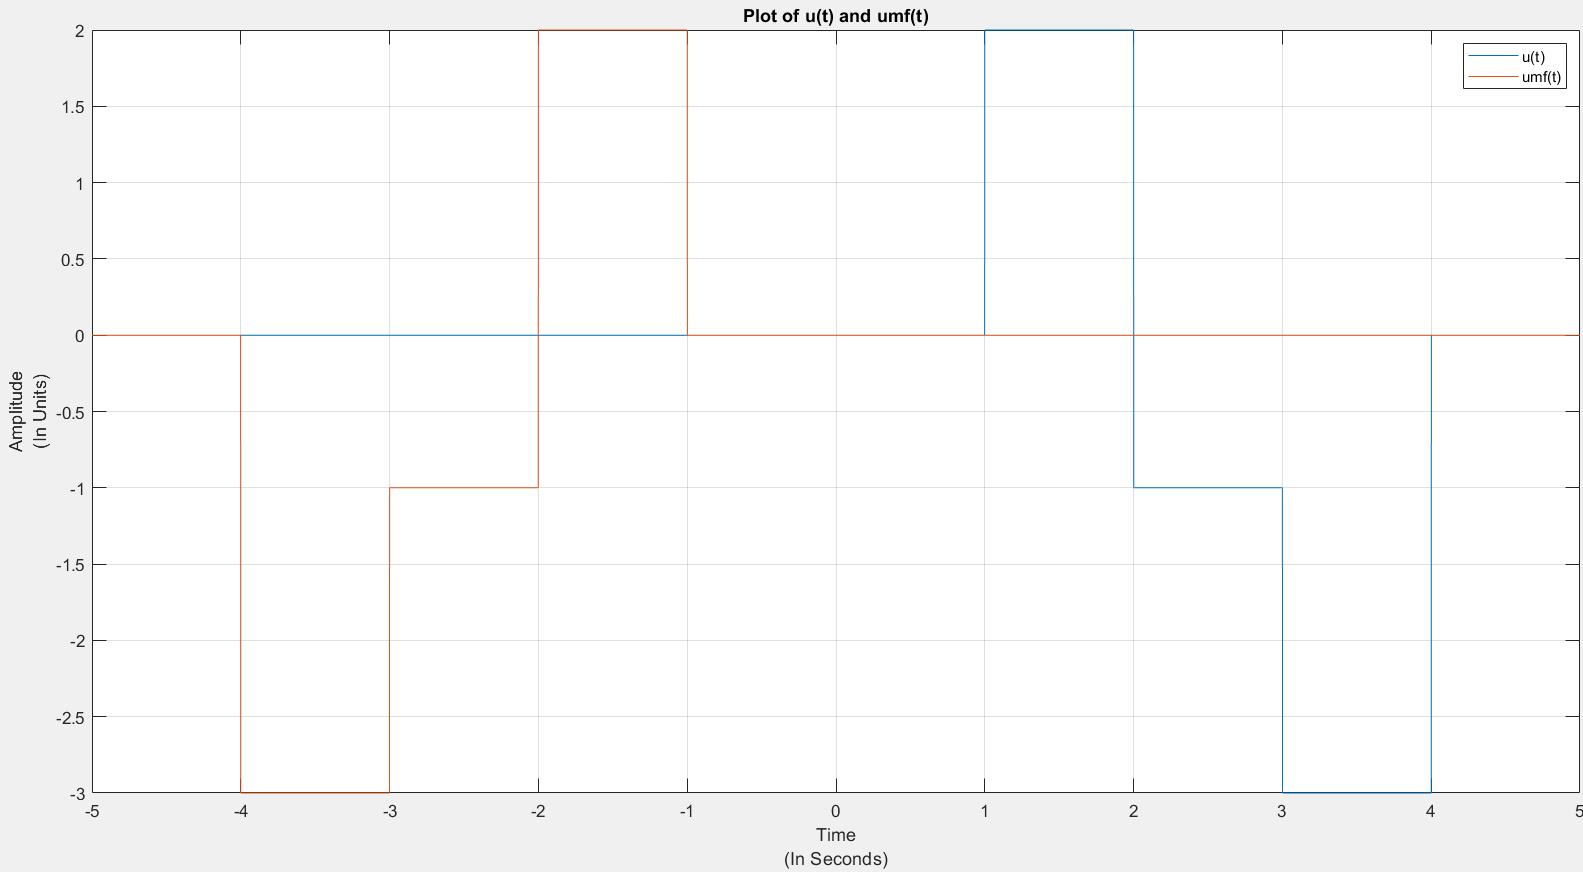 Plot of u(t) and umf(t)
u(t)
umf(t)
2
1.5
1
0.5
0
-0.5
-1
-1.5
-2
-2.5
-3
Amplitude
(In Units)
-5 -4 -3 -2 -1 0 1 2 3 4 5
Time
(In Seconds)